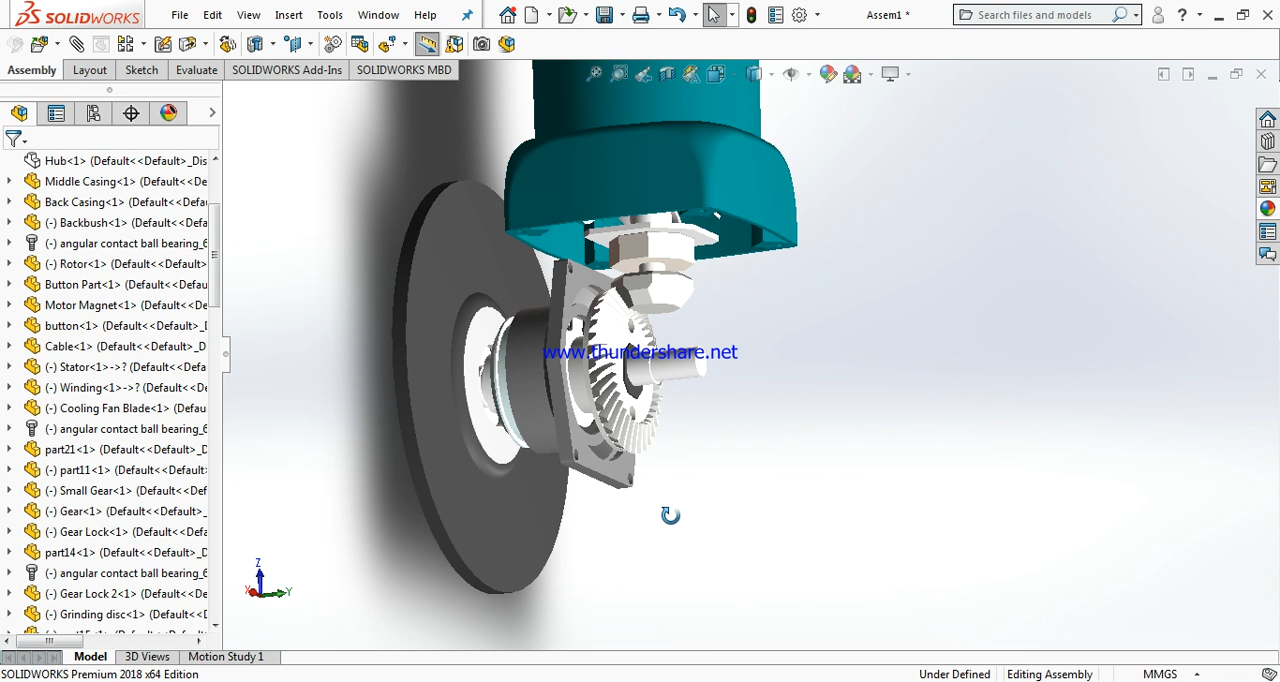 SOLIDWORKS File Edit View Insert Tools Window Help Assem1 * Search files and models
Assembly Layout Sketch Evaluate SOLIDWORKS Add-Ins SOLIDWORKS MBD
Hub<1> (Default<<Default>_Dis
Middle Casing<1> (Default<<De
Back Casing<1> (Default<<Defau
(-) Backbush<1> (Default<<Defa
(-) angular contact ball bearing_6
(-) Rotor<1> (Default<<Default>
Button Part<1> (Default<<Defau
Motor Magnet<1> (Default<<De
button<1> (Default<<Default>_D
Cable<1> (Default<<Default>_D
(-) Stator<1>->? (Default<<Defau
(-) Winding<1>->? (Default<<De
(-) Cooling Fan Blade<1> (Defau
(-) angular contact ball bearing_6
part21<1> (Default<<Default>_D
(-) part11<1> (Default<<Default>
(-) Small Gear<1> (Default<<Def
(-) Gear<1> (Default<<Default>_
(-) Gear Lock<1> (Default<<Defa
part14<1> (Default<<Default>_D
(-) angular contact ball bearing_6
(-) Gear Lock 2<1> (Default<<De
(-) Grinding disc<1> (Default<<D
www.thundershare.net
Z
X
Y
Model 3D Views Motion Study 1
SOLIDWORKS Premium 2018 x64 Edition Under Defined Editing Assembly MMGS